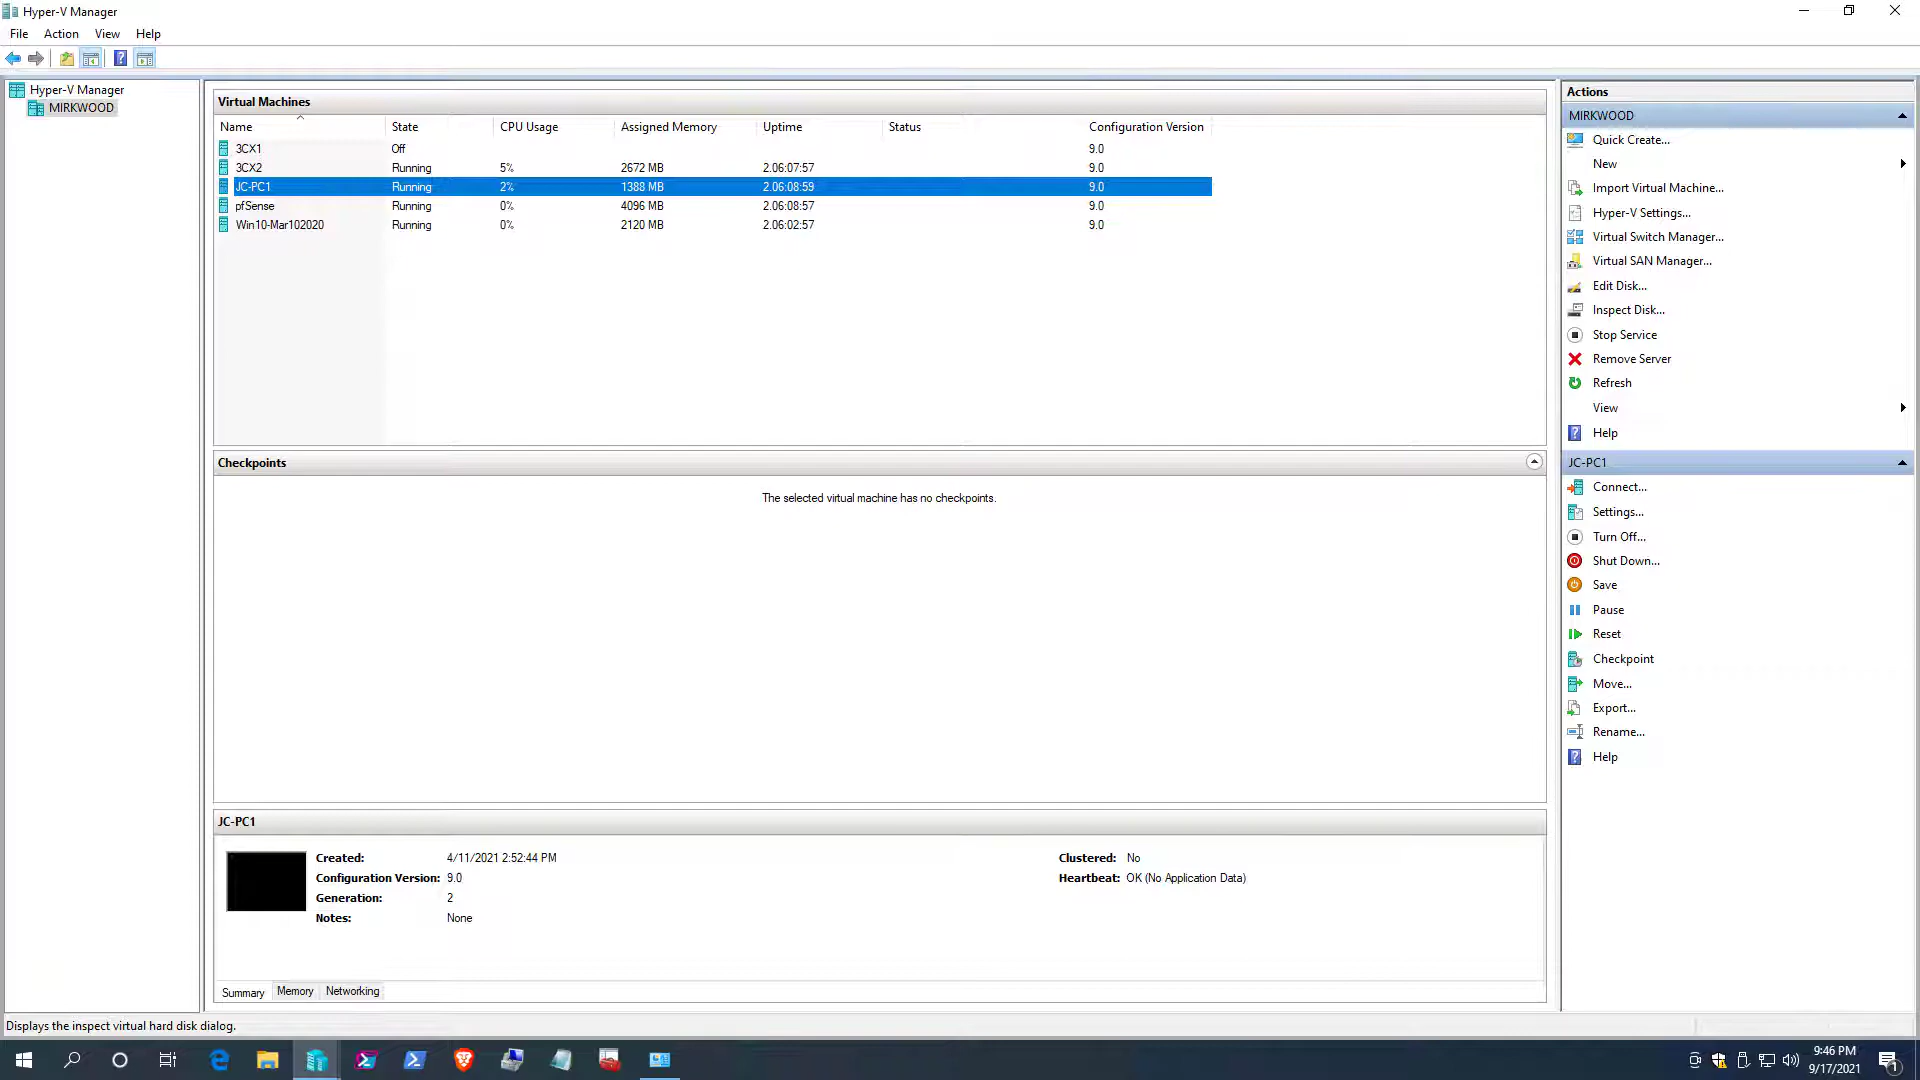 Hyper-V Manager
File Action View Help
Hyper-V Manager
MIRKWOOD
Virtual Machines
Name State CPU Usage Assigned Memory Uptime Status Configuration Version
3CX1 Off 9.0
3CX2 Running 5% 2672 MB 2.06:07:57 9.0
JC-PC1 Running 2% 1388 MB 2.06:08:59 9.0
pfSense Running 0% 4096 MB 2.06:08:57 9.0
Win10-Mar102020 Running 0% 2120 MB 2.06:02:57 9.0
Checkpoints
The selected virtual machine has no checkpoints.
JC-PC1
Created: 4/11/2021 2:52:44 PM Clustered: No
Configuration Version: 9.0 Heartbeat: OK (No Application Data)
Generation: 2
Notes: None
Summary Memory Networking
Actions
MIRKWOOD
Quick Create...
New
Import Virtual Machine...
Hyper-V Settings...
Virtual Switch Manager...
Virtual SAN Manager...
Edit Disk...
Inspect Disk...
Stop Service
Remove Server
Refresh
View
Help
JC-PC1
Connect...
Settings...
Turn Off...
Shut Down...
Save
Pause
Reset
Checkpoint
Move...
Export...
Rename...
Help
Displays the inspect virtual hard disk dialog.
9:46 PM
9/17/2021
1